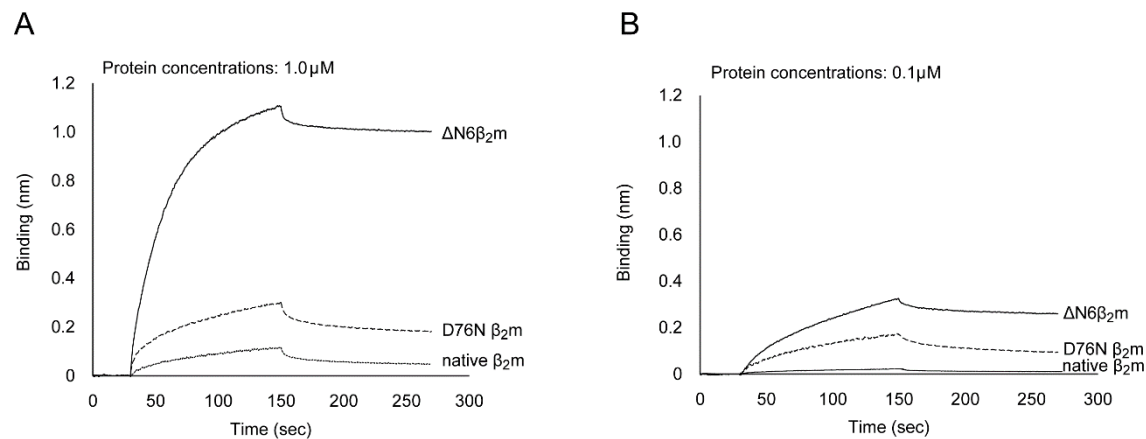 A
Protein concentrations: 1.0μM
1.2
1.0
0.8
0.6
0.4
0.2
0
Binding (nm)
ΔN6β₂m
D76N β₂m
native β₂m
0 50 100 150 200 250 300
Time (sec)
B
Protein concentrations: 0.1μM
1.2
1.0
0.8
0.6
0.4
0.2
0
Binding (nm)
ΔN6β₂m
D76N β₂m
native β₂m
0 50 100 150 200 250 300
Time (sec)